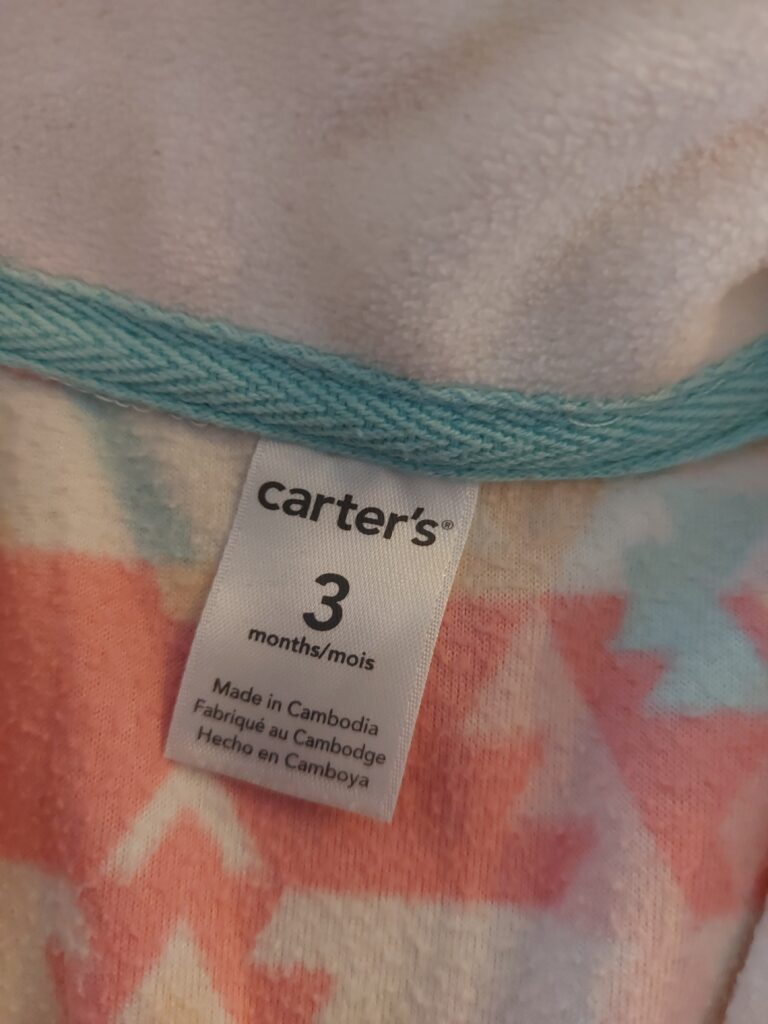 carter's®
3
months/mois
Made in Cambodia
Fabriqué au Cambodge
Hecho en Camboya